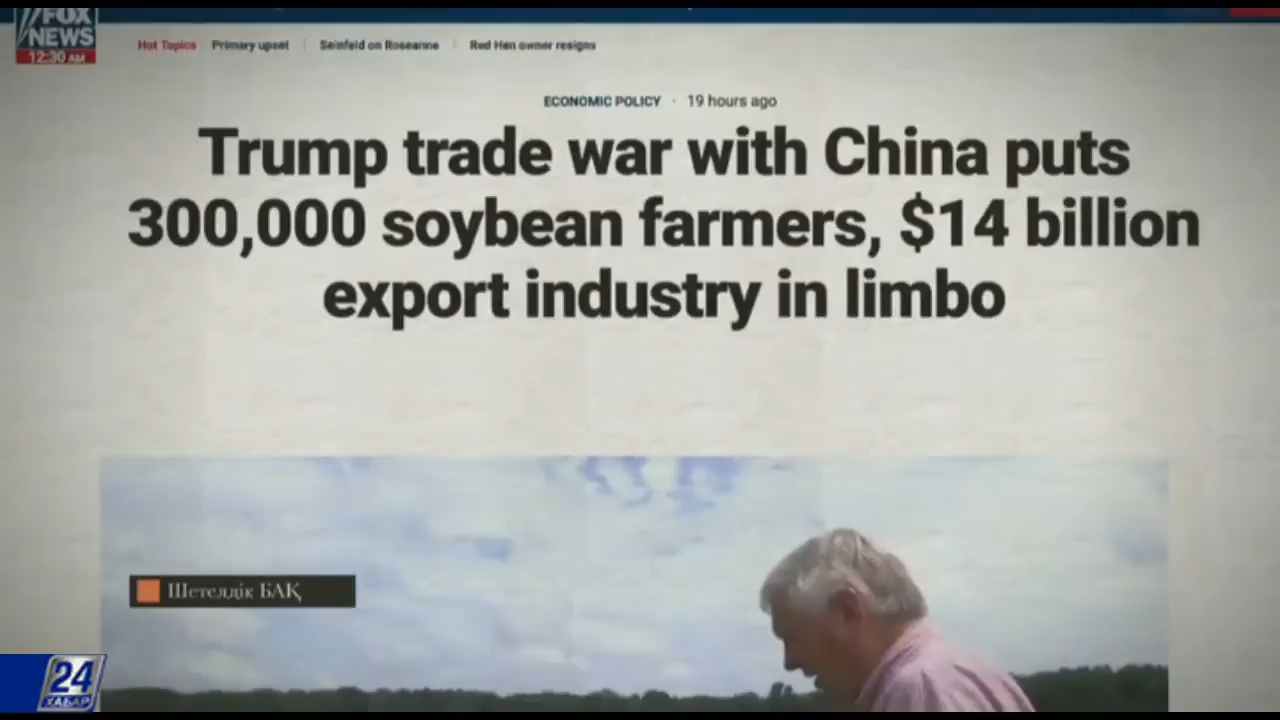 FOX
NEWS
12:30 AM
Hot Topics Primary upset Seinfeld on Roseanne Red Hen owner resigns
ECONOMIC POLICY · 19 hours ago
Trump trade war with China puts
300,000 soybean farmers, $14 billion
export industry in limbo
Шетелдік БАҚ
24
ХАБАР